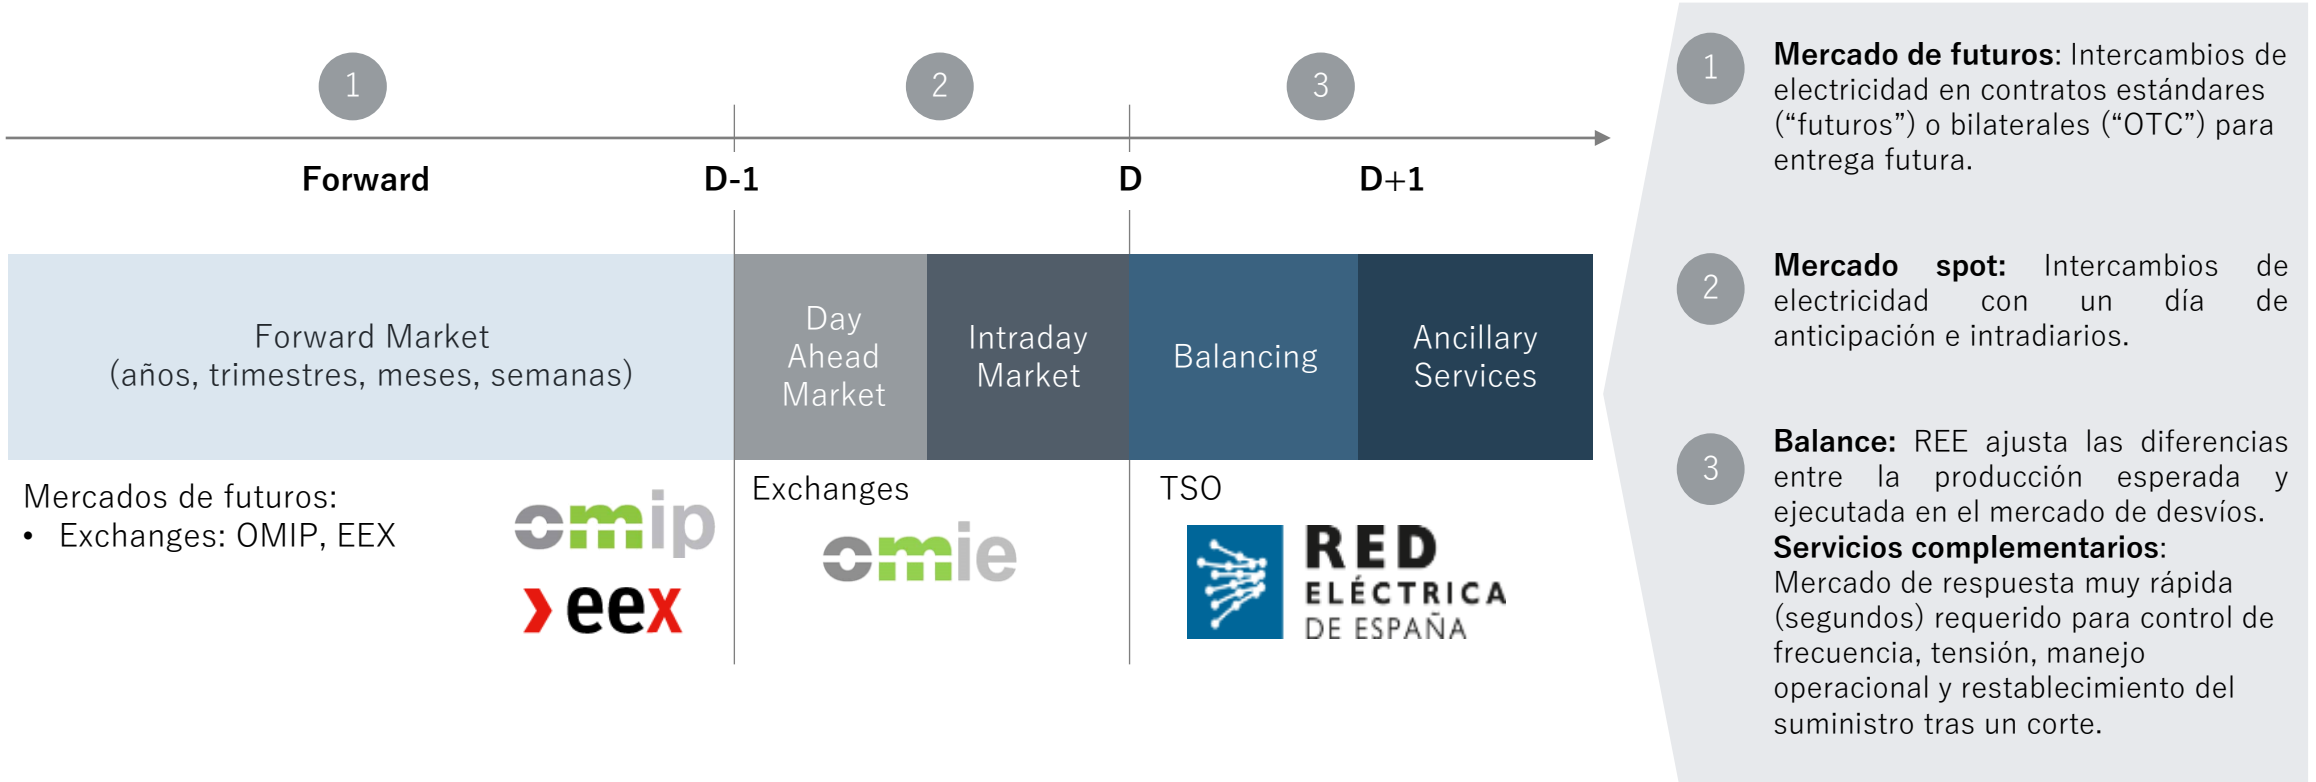 1
2
3
Forward
D-1
D
D+1
Forward Market
(años, trimestres, meses, semanas)
Day
Ahead
Market
Intraday
Market
Balancing
Ancillary
Services
Mercados de futuros:
• Exchanges: OMIP, EEX
omip
eex
Exchanges
omie
TSO
RED
ELÉCTRICA
DE ESPAÑA
1
Mercado de futuros: Intercambios de
electricidad en contratos estándares
(“futuros”) o bilaterales (“OTC”) para
entrega futura.
2
Mercado spot: Intercambios de
electricidad con un día de
anticipación e intradiarios.
3
Balance: REE ajusta las diferencias
entre la producción esperada y
ejecutada en el mercado de desvíos.
Servicios complementarios:
Mercado de respuesta muy rápida
(segundos) requerido para control de
frecuencia, tensión, manejo
operacional y restablecimiento del
suministro tras un corte.